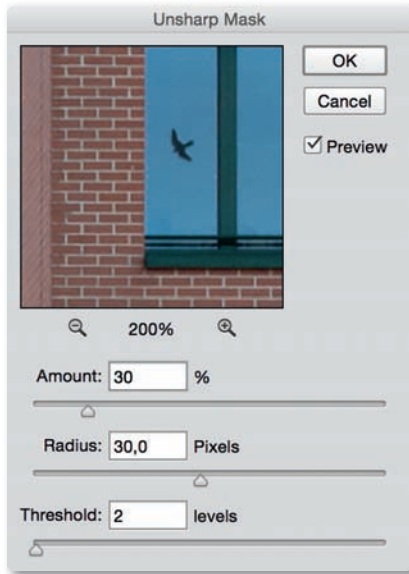 Unsharp Mask
OK
Cancel
Preview
200%
Amount: 30 %
Radius: 30,0 Pixels
Threshold: 2 levels